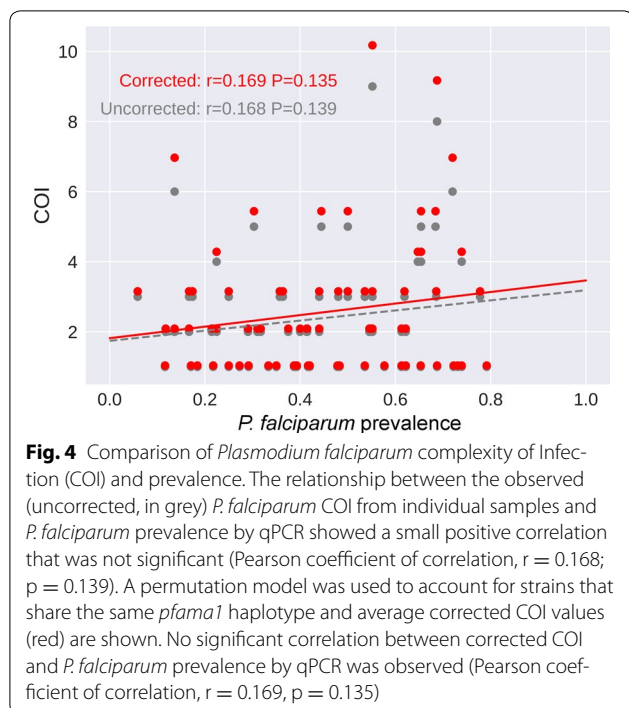 10
8
6
4
2
COI
Corrected: r=0.169 P=0.135
Uncorrected: r=0.168 P=0.139
0.0 0.2 0.4 0.6 0.8 1.0
P. falciparum prevalence
Fig. 4 Comparison of Plasmodium falciparum complexity of Infec-
tion (COI) and prevalence. The relationship between the observed
(uncorrected, in grey) P. falciparum COI from individual samples and
P. falciparum prevalence by qPCR showed a small positive correlation
that was not significant (Pearson coefficient of correlation, r = 0.168;
p = 0.139). A permutation model was used to account for strains that
share the same pfama1 haplotype and average corrected COI values
(red) are shown. No significant correlation between corrected COI
and P. falciparum prevalence by qPCR was observed (Pearson coef-
ficient of correlation, r = 0.169, p = 0.135)